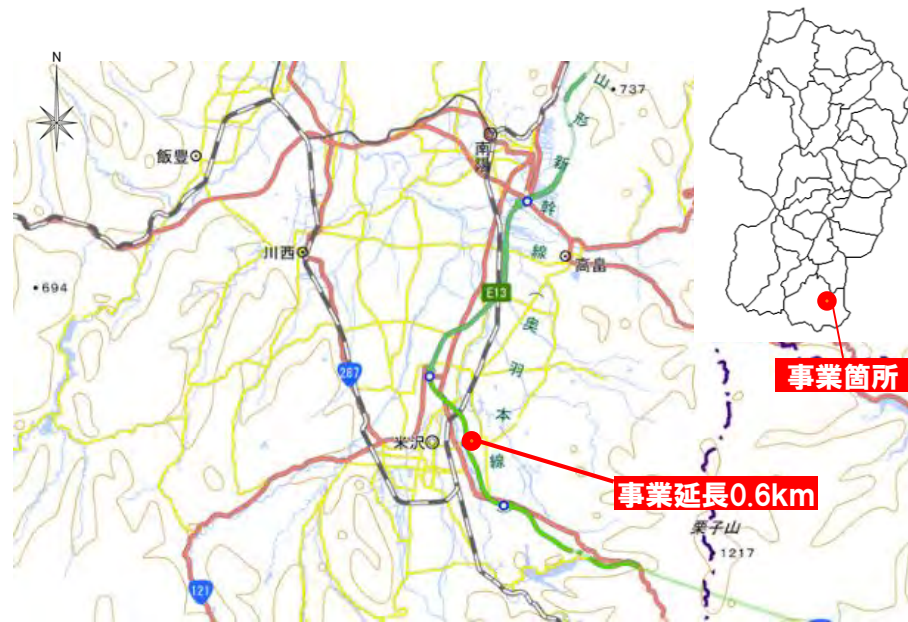 N
737
飯豊
南陽
山形新幹線(奥羽本線
川西
高畠
694
E13
287
事業箇所
米沢
事業延長0.6km
栗子山
1217
121